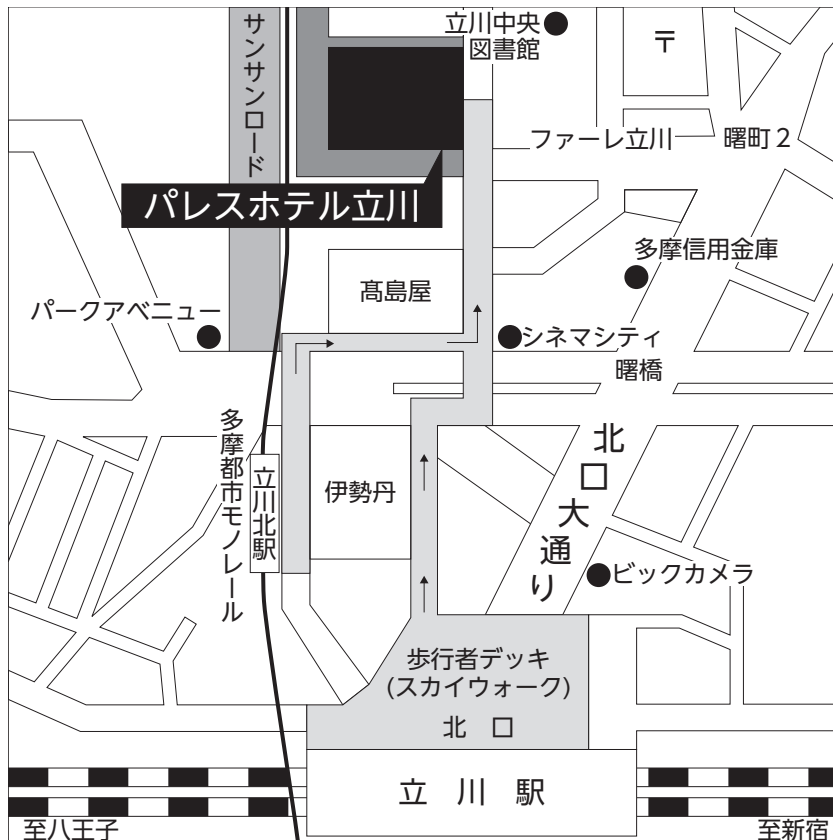 サンサンロード
立川中央
図書館
〒
ファーレ立川
曙町2
パレスホテル立川
多摩信用金庫
髙島屋
パークアベニュー
シネマシティ
曙橋
北口大通り
多摩都市モノレール
立川北駅
伊勢丹
ビックカメラ
歩行者デッキ
(スカイウォーク)
北 口
立 川 駅
至八王子
至新宿